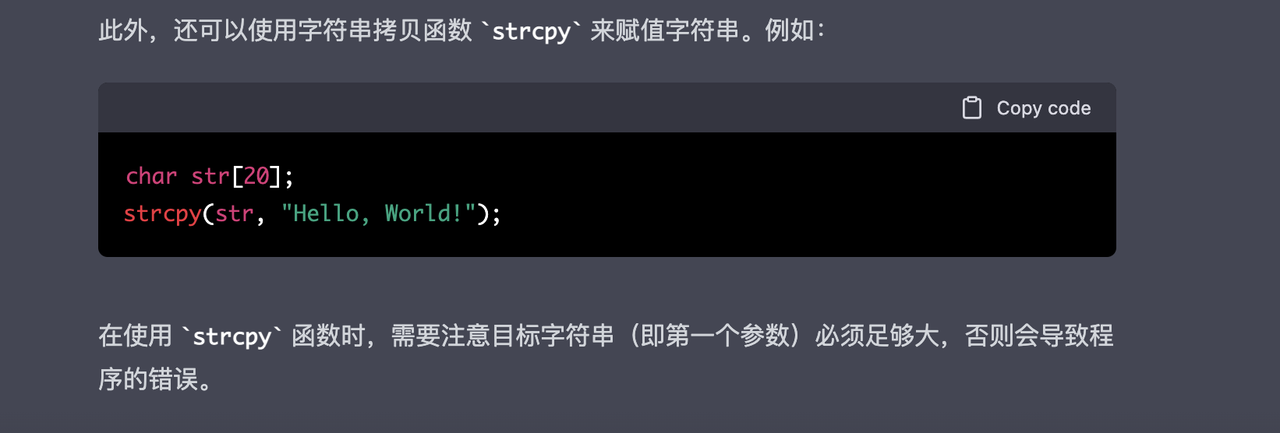 此外，还可以使用字符串拷贝函数 `strcpy` 来赋值字符串。例如：
Copy code
char str[20];
strcpy(str, "Hello, World!");
在使用 `strcpy` 函数时，需要注意目标字符串（即第一个参数）必须足够大，否则会导致程
序的错误。